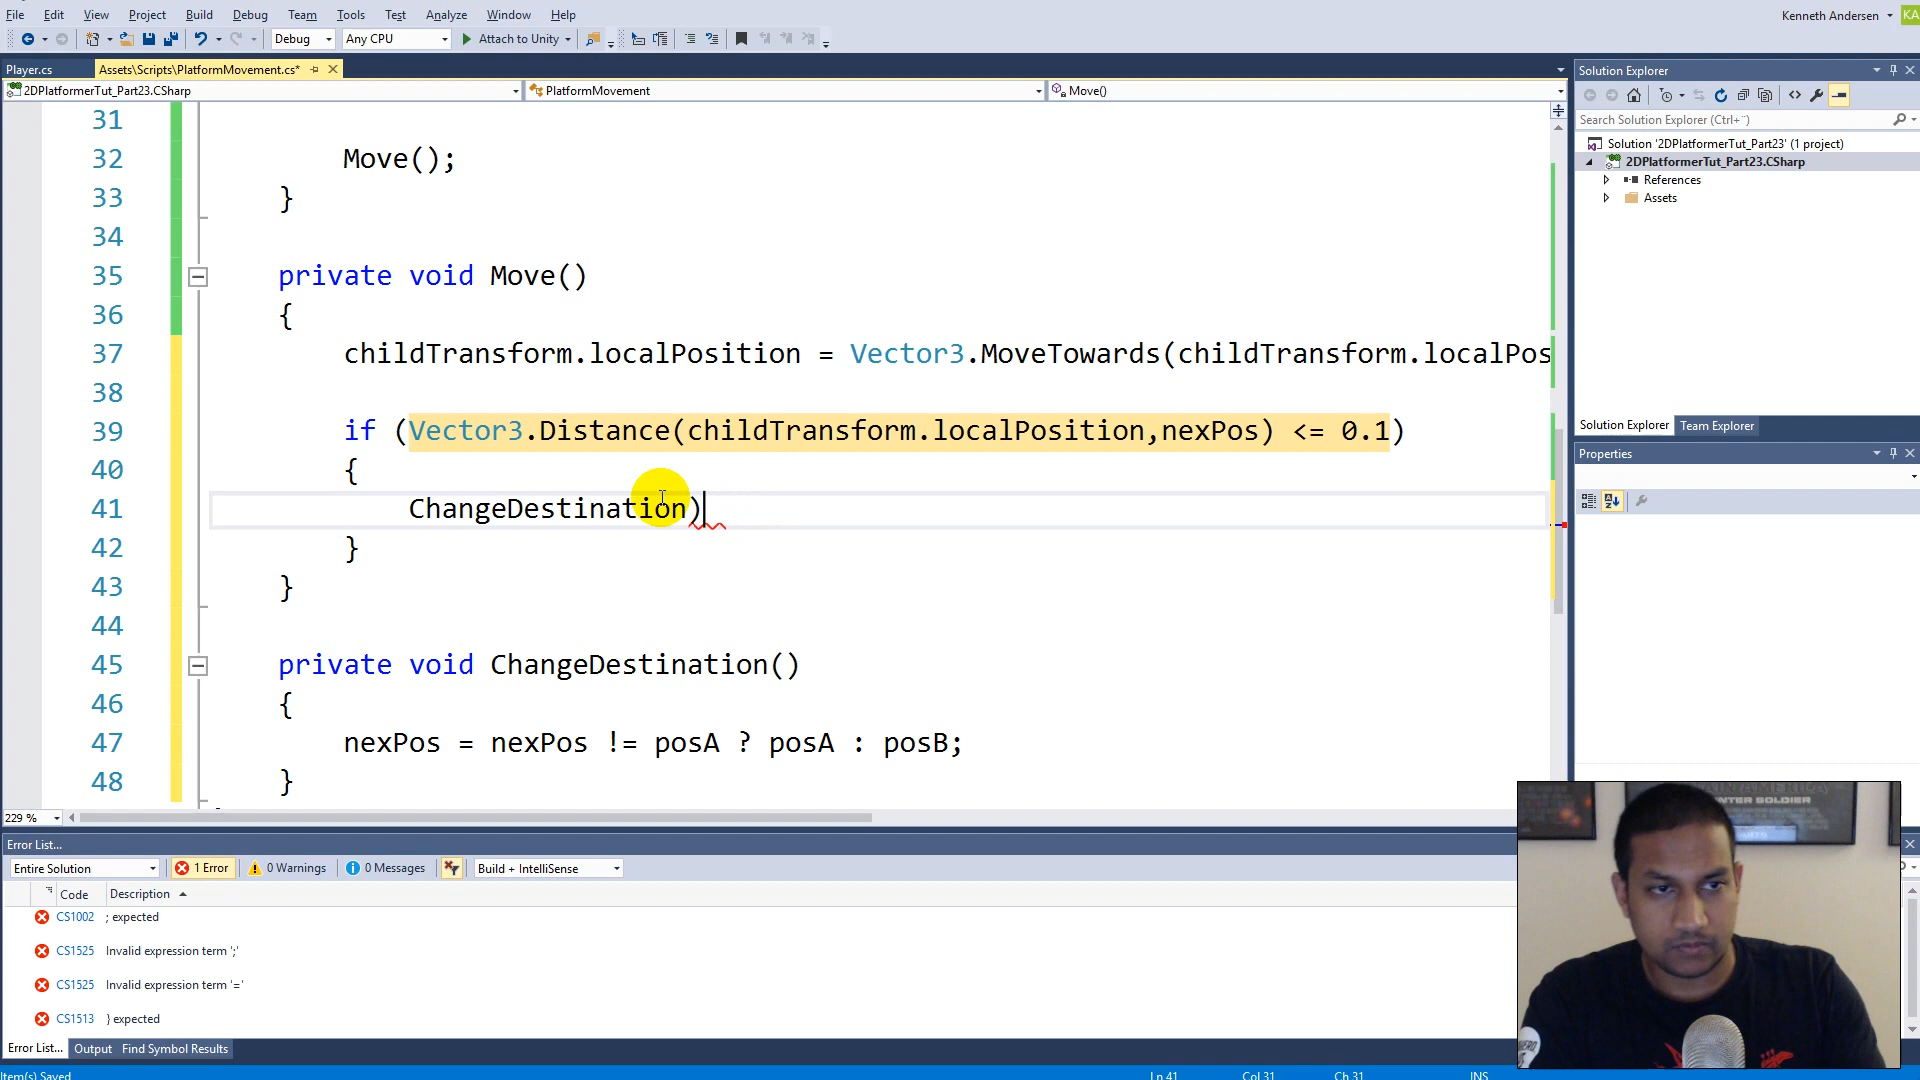 File Edit View Project Build Debug Team Tools Test Analyze Window Help
Kenneth Andersen KA
Debug Any CPU Attach to Unity
Player.cs Assets\Scripts\PlatformMovement.cs*
2DPlatformerTut_Part23.CSharp PlatformMovement Move()
31
32 Move();
33 }
34
35 private void Move()
36 {
37 childTransform.localPosition = Vector3.MoveTowards(childTransform.localPos
38
39 if (Vector3.Distance(childTransform.localPosition,nexPos) <= 0.1)
40 {
41 ChangeDestination)
42 }
43 }
44
45 private void ChangeDestination()
46 {
47 nexPos = nexPos != posA ? posA : posB;
48 }
229 %
Solution Explorer
Search Solution Explorer (Ctrl+¨)
Solution '2DPlatformerTut_Part23' (1 project)
2DPlatformerTut_Part23.CSharp
References
Assets
Solution Explorer Team Explorer
Properties
Error List...
Entire Solution 1 Error 0 Warnings 0 Messages Build + IntelliSense
Code Description
CS1002 ; expected
CS1525 Invalid expression term ';'
CS1525 Invalid expression term '='
CS1513 } expected
Error List... Output Find Symbol Results
Item(s) Saved Ln 41 Col 31 Ch 31 INS
NTER SOLDIER